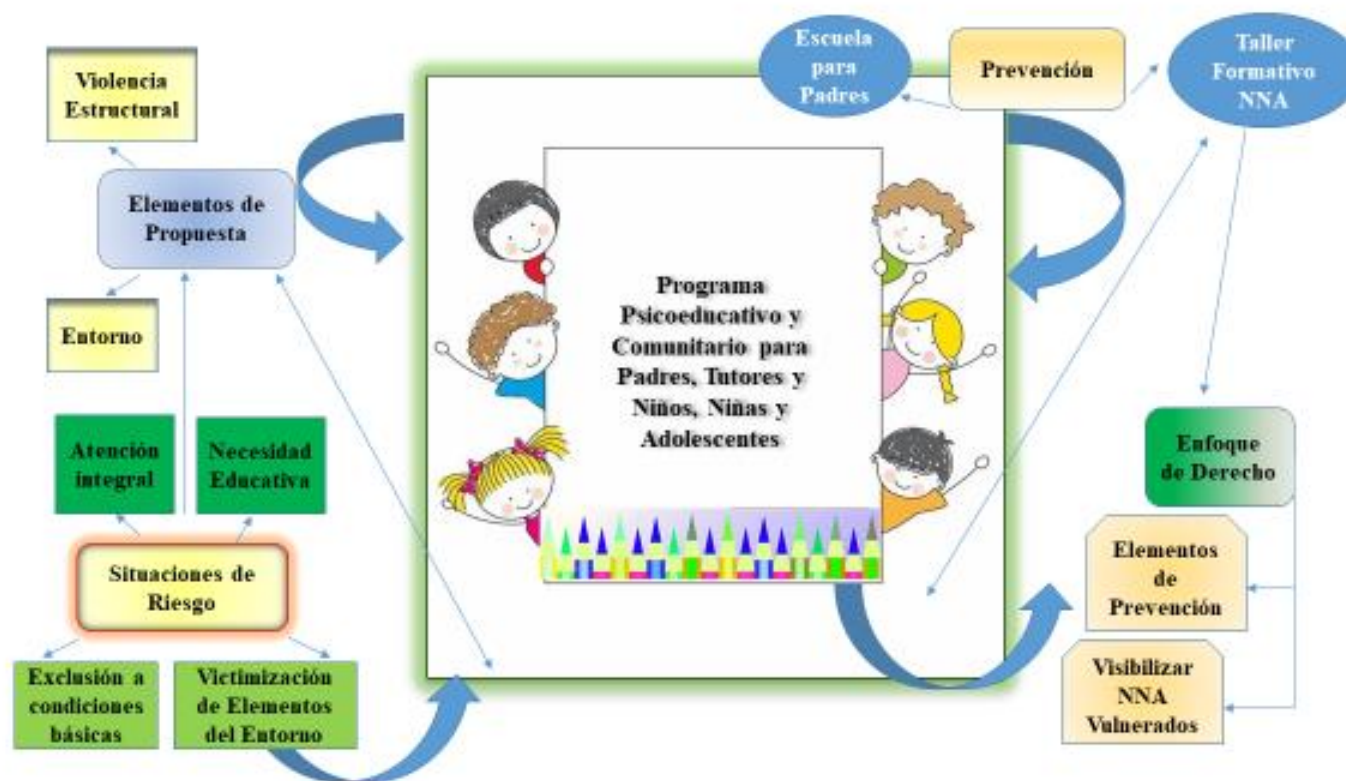 Violencia
Estructural
Elementos de
Propuesta
Entorno
Atención
integral
Necesidad
Educativa
Situaciones de
Riesgo
Exclusión a
condiciones
básicas
Victimización
de Elementos
del Entorno
Programa
Psicoeducativo y
Comunitario para
Padres, Tutores y
Niños, Niñas y
Adolescentes
Escuela
para
Padres
Prevención
Taller
Formativo
NNA
Enfoque
de Derecho
Elementos
de
Prevención
Visibilizar
NNA
Vulnerados